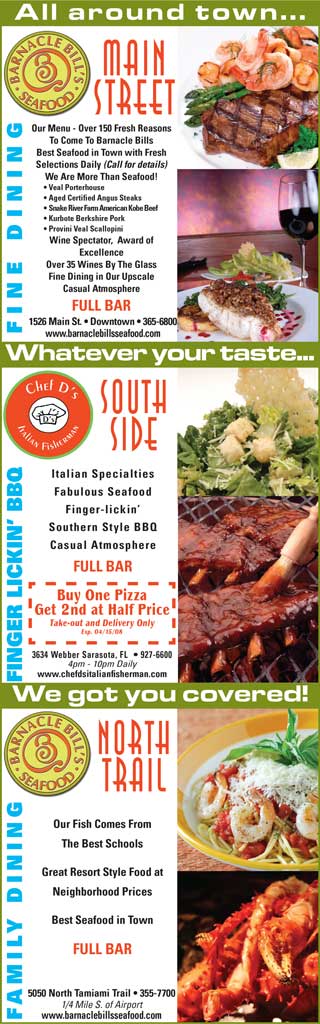 All around town...
BARNACLE BILL'S
SEAFOOD
MAIN
STREET
FINE DINING
Our Menu - Over 150 Fresh Reasons
To Come To Barnacle Bills
Best Seafood in Town with Fresh
Selections Daily (Call for details)
We Are More Than Seafood!
• Veal Porterhouse
• Aged Certified Angus Steaks
• Snake River Farm American Kobe Beef
• Kurbote Berkshire Pork
• Provini Veal Scallopini
Wine Spectator, Award of
Excellence
Over 35 Wines By The Glass
Fine Dining in Our Upscale
Casual Atmosphere
FULL BAR
1526 Main St. • Downtown • 365-6800
www.barnaclebillsseafood.com
Whatever your taste...
Chef D's
D's
Italian Fisherman
SOUTH
SIDE
FINGER LICKIN' BBQ
Italian Specialties
Fabulous Seafood
Finger-lickin'
Southern Style BBQ
Casual Atmosphere
FULL BAR
Buy One Pizza
Get 2nd at Half Price
Take-out and Delivery Only
Exp. 04/15/08
3634 Webber Sarasota, FL • 927-6600
4pm - 10pm Daily
www.chefdsitalianfisherman.com
We got you covered!
BARNACLE BILL'S
SEAFOOD
NORTH
TRAIL
FAMILY DINING
Our Fish Comes From
The Best Schools
Great Resort Style Food at
Neighborhood Prices
Best Seafood in Town
FULL BAR
5050 North Tamiami Trail • 355-7700
1/4 Mile S. of Airport
www.barnaclebillsseafood.com